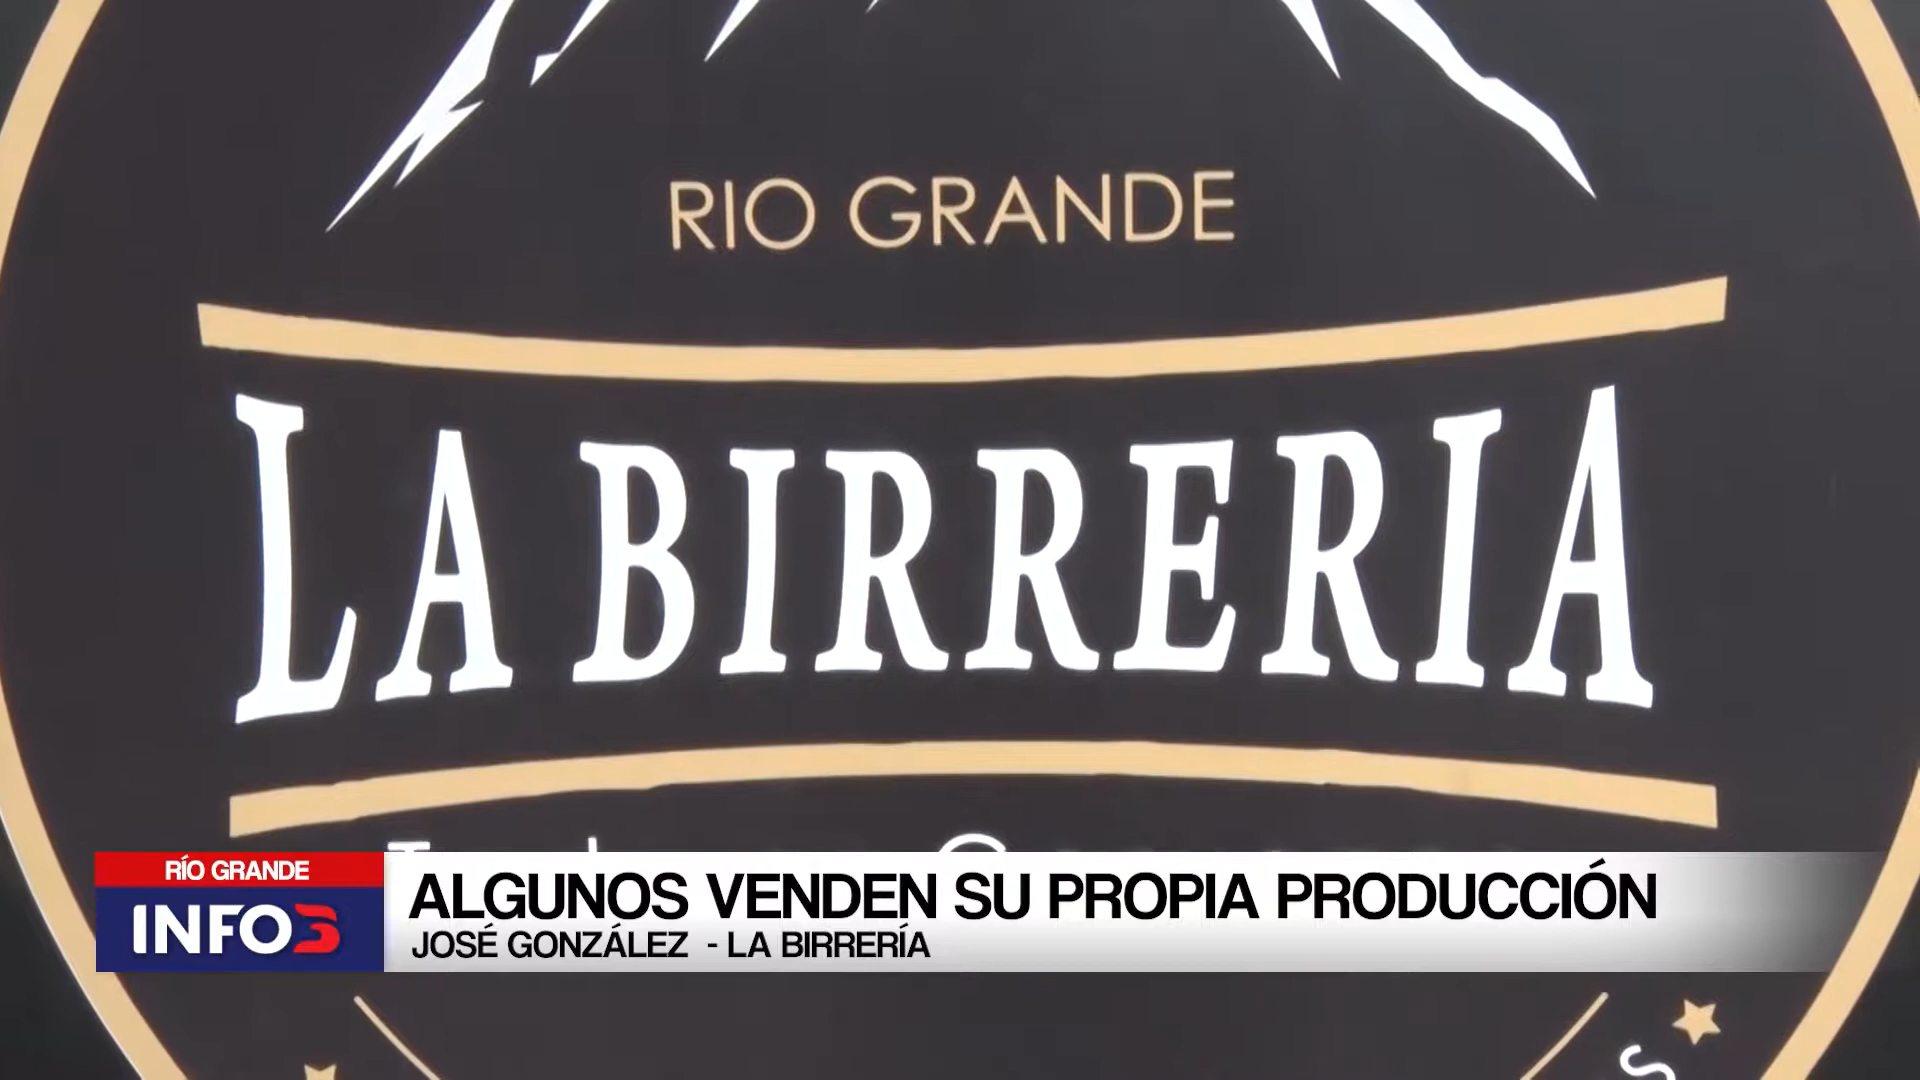 RIO GRANDE
LA BIRRERIA
RÍO GRANDE
INFO3
ALGUNOS VENDEN SU PROPIA PRODUCCIÓN
JOSÉ GONZÁLEZ - LA BIRRERÍA